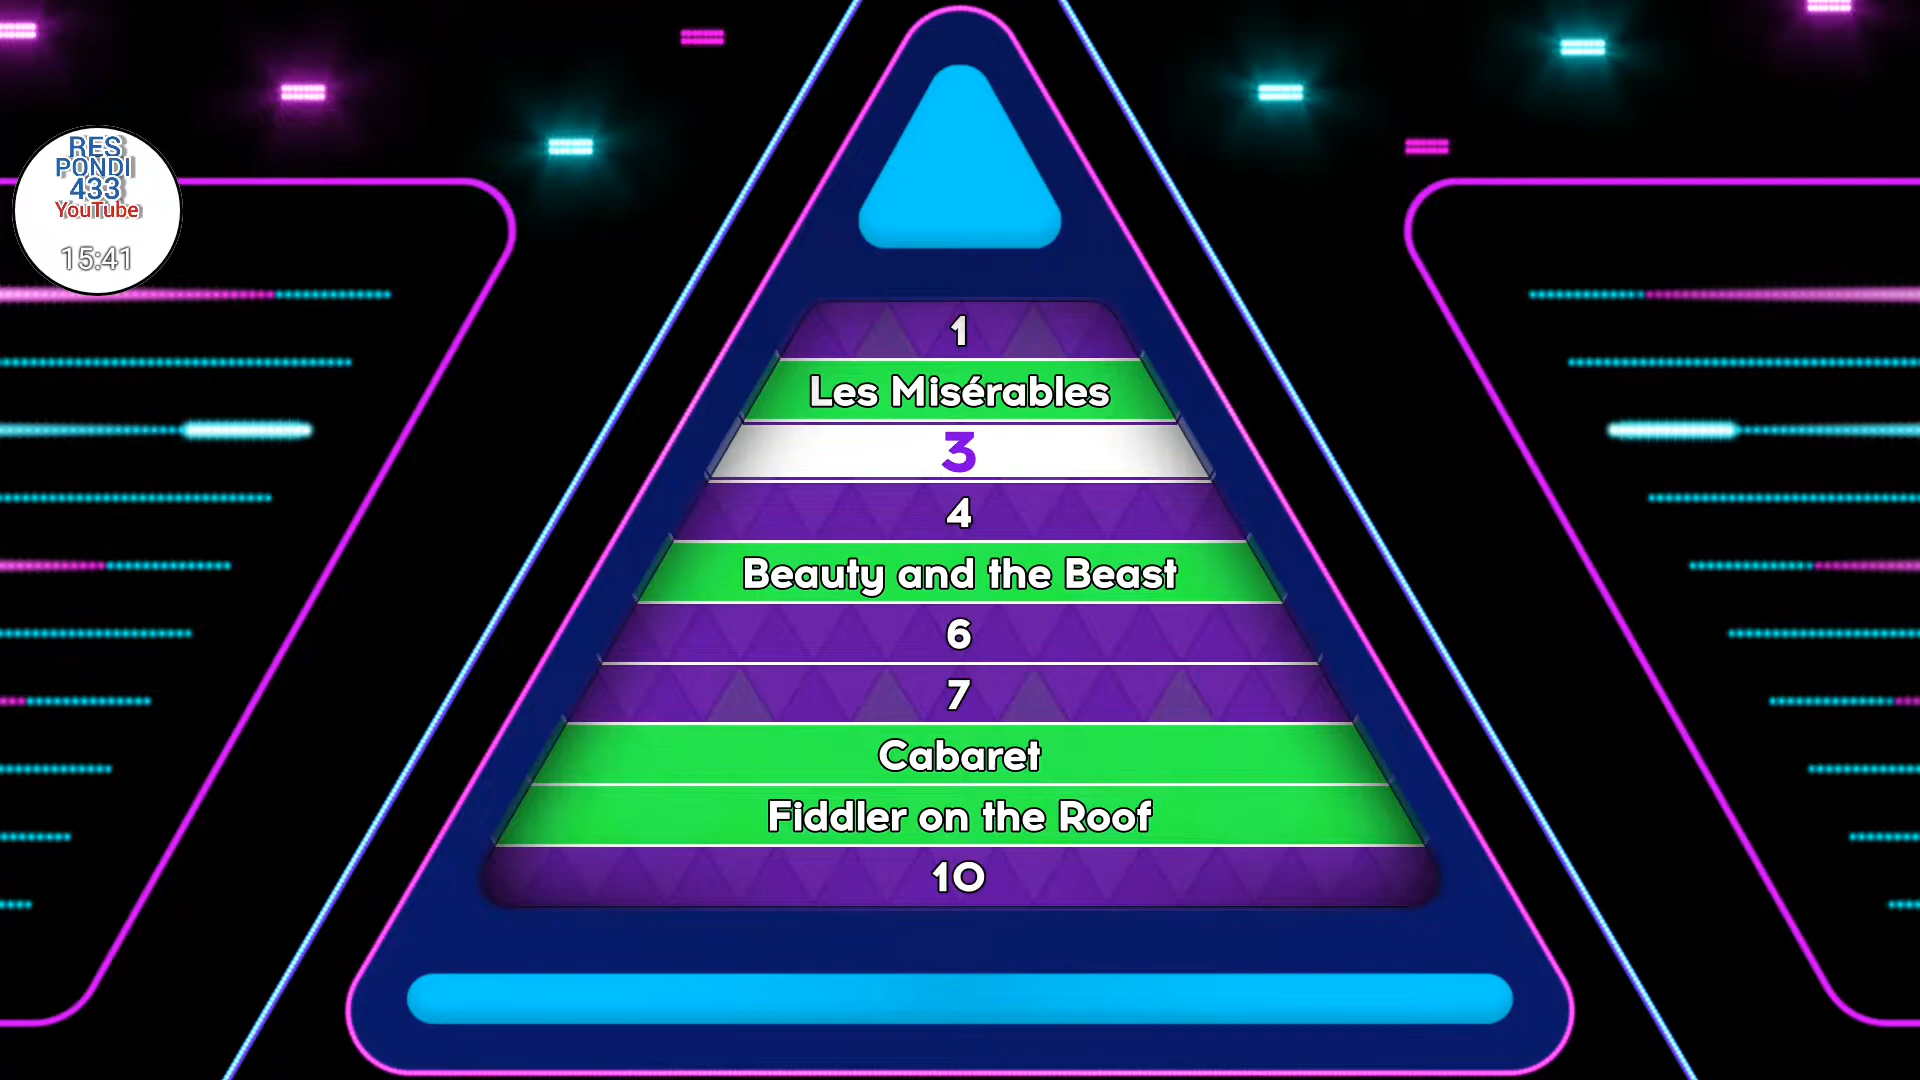 RES
PONDI
433
YouTube
15:41
1
Les Misérables
3
4
Beauty and the Beast
6
7
Cabaret
Fiddler on the Roof
10